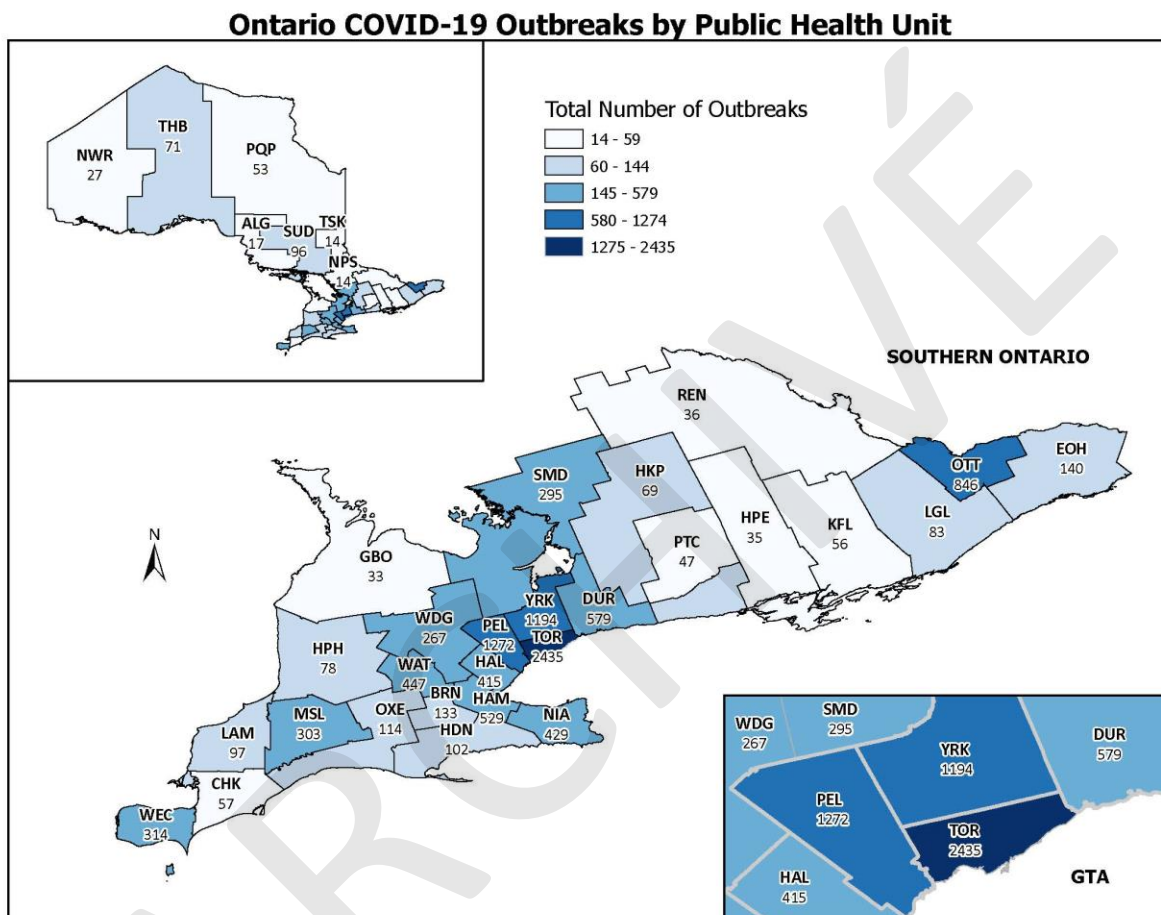 Ontario COVID-19 Outbreaks by Public Health Unit
NWR
27
THB
71
PQP
53
ALG
17
SUD
96
TSK
14
NPS
14
Total Number of Outbreaks
14 - 59
60 - 144
145 - 579
580 - 1274
1275 - 2435
SOUTHERN ONTARIO
REN
36
SMD
295
HKP
69
OTT
846
EOH
140
LGL
83
HPE
35
KFL
56
PTC
47
N
GBO
33
YRK
1194
DUR
579
WDG
267
PEL
1272
TOR
2435
HPH
78
WAT
447
HAL
415
BRN
133
HAM
529
NIA
429
OXE
114
HDN
102
MSL
303
LAM
97
CHK
57
WEC
314
WDG
267
SMD
295
YRK
1194
DUR
579
PEL
1272
TOR
2435
HAL
415
GTA
ARCHIVÉ